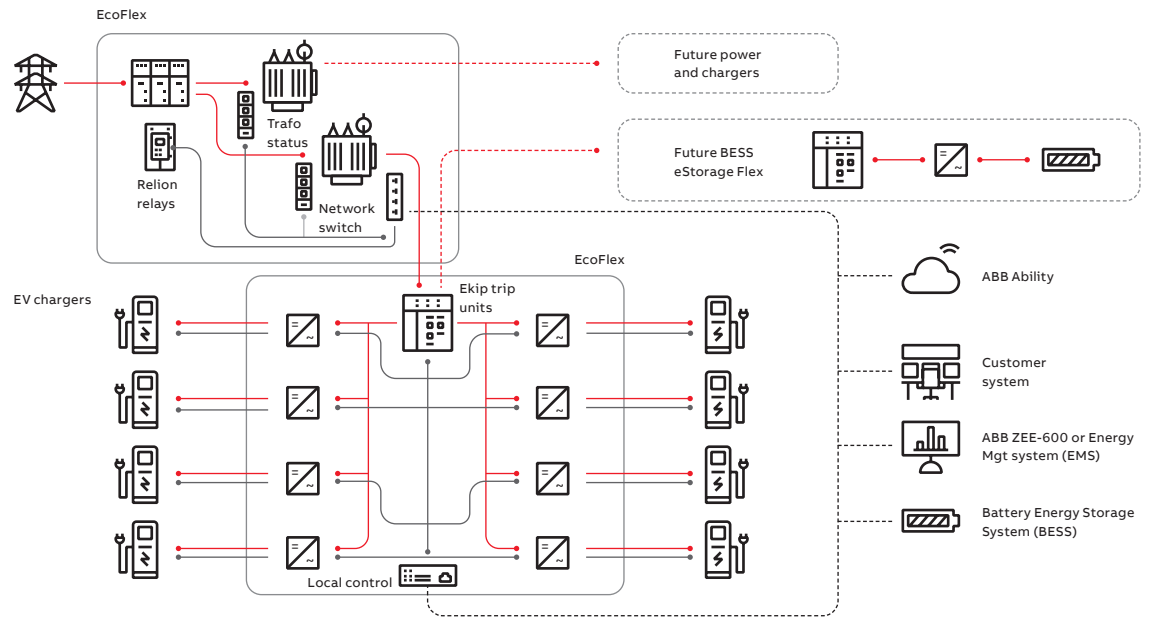 EcoFlex
Future power
and chargers
Trafo
status
Future BESS
eStorage Flex
Relion
relays
Network
switch
EcoFlex
ABB Ability
EV chargers
Ekip trip
units
Customer
system
ABB ZEE-600 or Energy
Mgt system (EMS)
Battery Energy Storage
System (BESS)
Local control